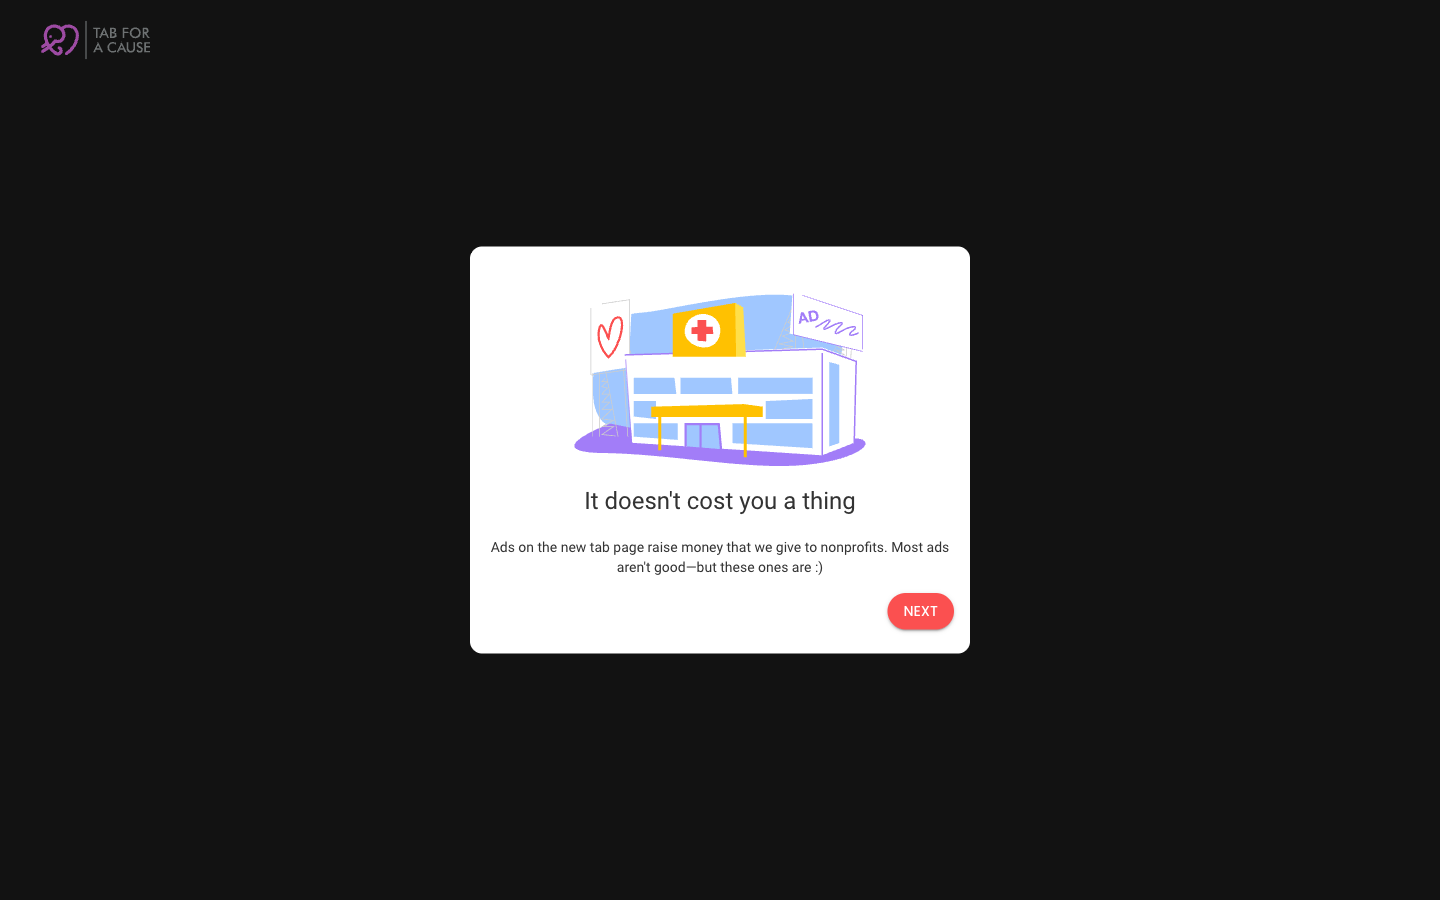 TAB FOR
A CAUSE
AD
It doesn't cost you a thing
Ads on the new tab page raise money that we give to nonprofits. Most ads
aren't good—but these ones are :)
NEXT